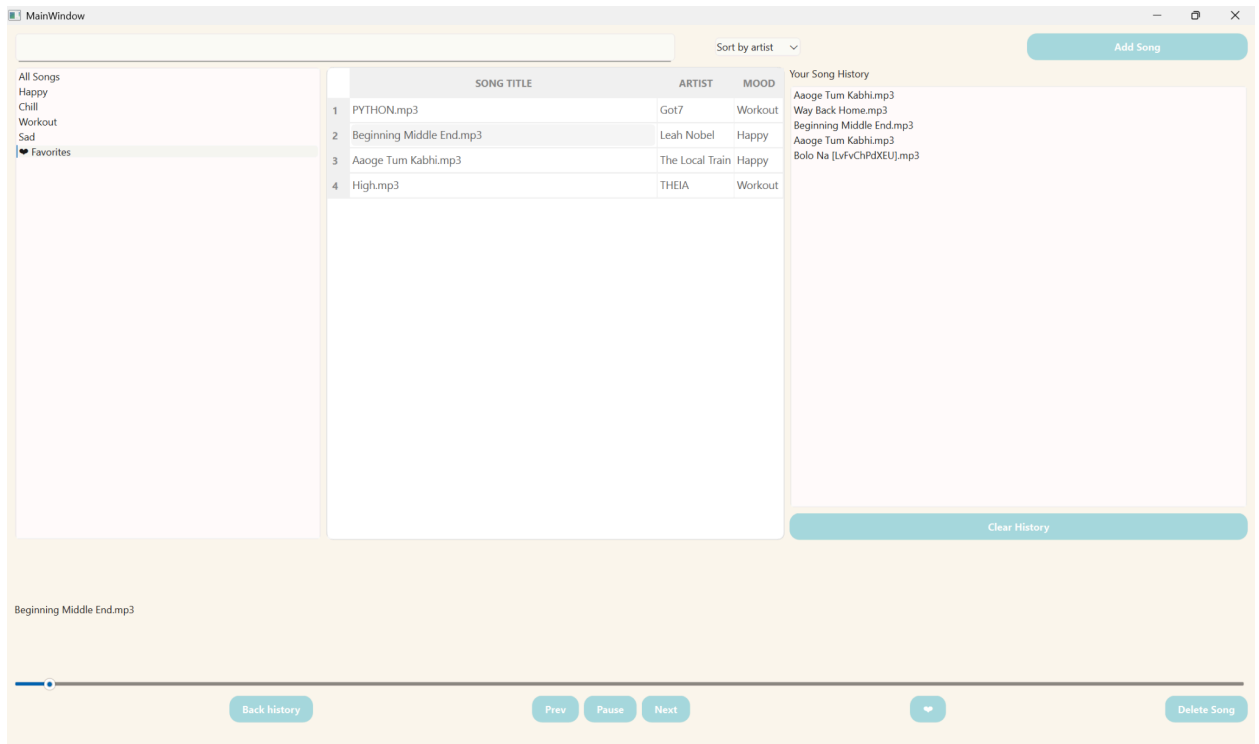 MainWindow
Sort by artist
Add Song
All Songs
Happy
Chill
Workout
Sad
❤ Favorites
SONG TITLE ARTIST MOOD
1 PYTHON.mp3 Got7 Workout
2 Beginning Middle End.mp3 Leah Nobel Happy
3 Aaoge Tum Kabhi.mp3 The Local Train Happy
4 High.mp3 THEIA Workout
Your Song History
Aaoge Tum Kabhi.mp3
Way Back Home.mp3
Beginning Middle End.mp3
Aaoge Tum Kabhi.mp3
Bolo Na [LvFvChPdXEU].mp3
Clear History
Beginning Middle End.mp3
Back history
Prev Pause Next
❤
Delete Song